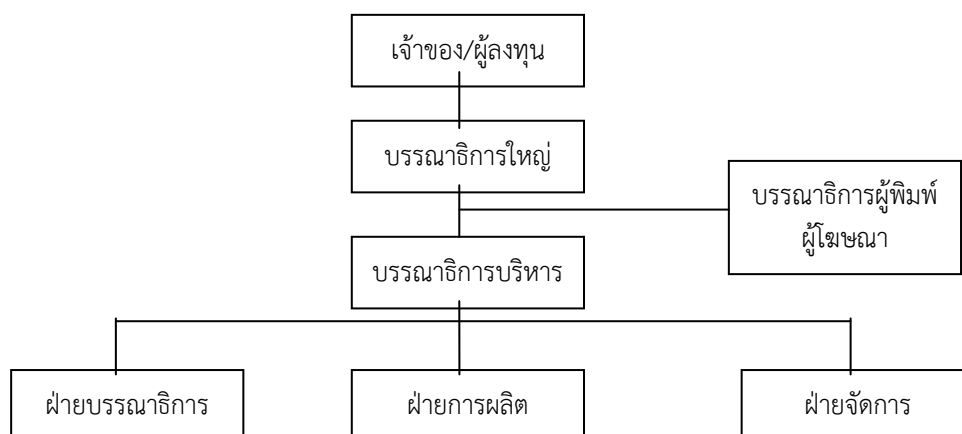 เจ้าของ/ผู้ลงทุน
บรรณาธิการใหญ่
บรรณาธิการผู้พิมพ์
ผู้โฆษณา
บรรณาธิการบริหาร
ฝ่ายบรรณาธิการ
ฝ่ายการผลิต
ฝ่ายจัดการ